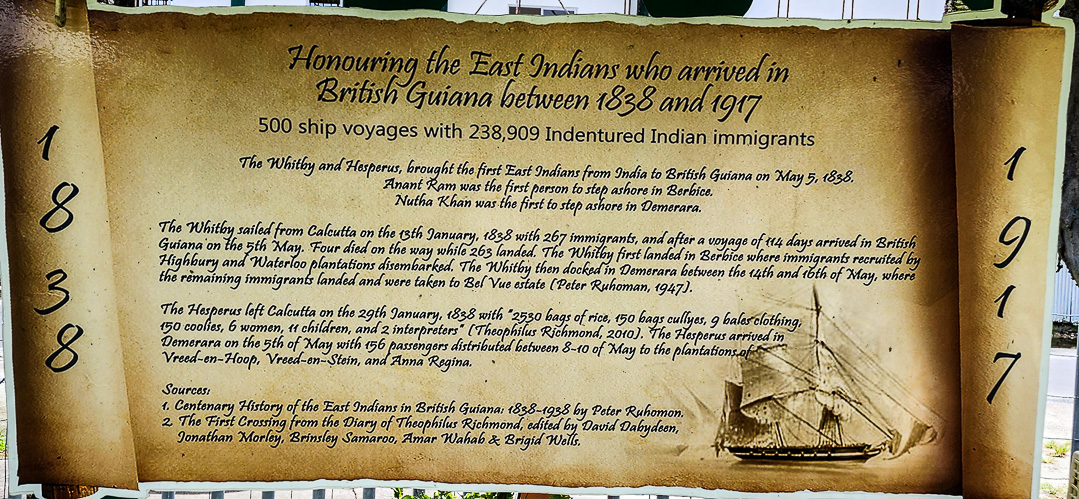 Honouring the East Indians who arrived in
British Guiana between 1838 and 1917
500 ship voyages with 238,909 Indentured Indian immigrants
The Whitby and Hesperus, brought the first East Indians from India to British Guiana on May 5, 1838.
Anant Ram was the first person to step ashore in Berbice.
Nutha Khan was the first to step ashore in Demerara.
The Whitby sailed from Calcutta on the 13th January, 1838 with 267 immigrants, and after a voyage of 114 days arrived in British
Guiana on the 5th May. Four died on the way while 263 landed. The Whitby first landed in Berbice where immigrants recruited by
Highbury and Waterloo plantations disembarked. The Whitby then docked in Demerara between the 14th and 16th of May, where
the remaining immigrants landed and were taken to Bel Vue estate (Peter Ruhoman, 1947).
The Hesperus left Calcutta on the 29th January, 1838 with "2530 bags of rice, 150 bags cullyes, 9 bales clothing,
150 coolies, 6 women, 11 children, and 2 interpreters" (Theophilus Richmond, 2010). The Hesperus arrived in
Demerara on the 5th of May with 156 passengers distributed between 8-10 of May to the plantations of
Vreed-en-Hoop, Vreed-en-Stein, and Anna Regina.
Sources:
1. Centenary History of the East Indians in British Guiana: 1838-1938 by Peter Ruhomon.
2. The First Crossing from the Diary of Theophilus Richmond, edited by David Dabydeen,
Jonathan Morley, Brinsley Samaroo, Amar Wahab & Brigid Wells.
1
8
3
8
1
9
1
7